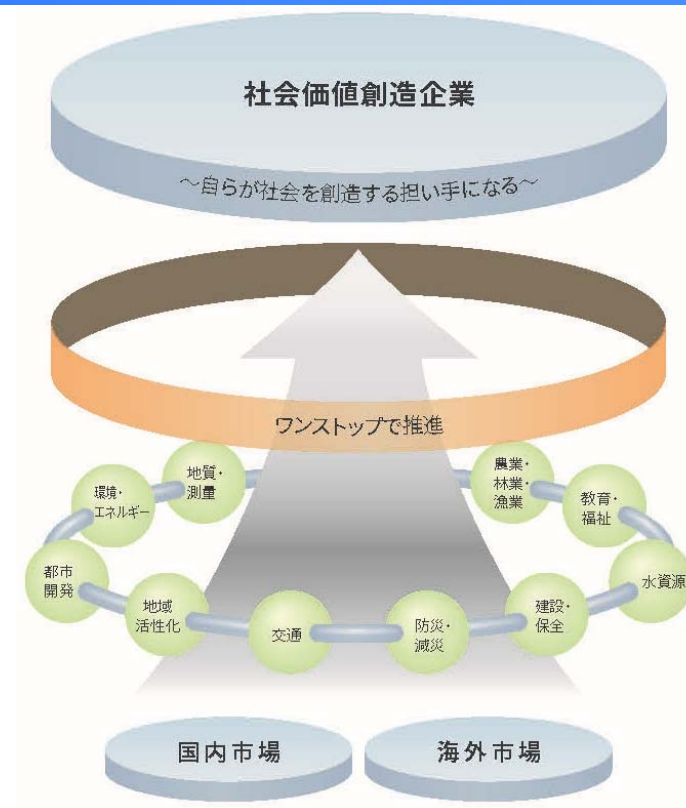 社会価値創造企業
～自らが社会を創造する担い手になる～
ワンストップで推進
地質・
測量
農業・
林業・
漁業
環境・
エネルギー
教育・
福祉
都市
開発
水資源
地域
活性化
交通
防災・
減災
建設・
保全
国内市場
海外市場